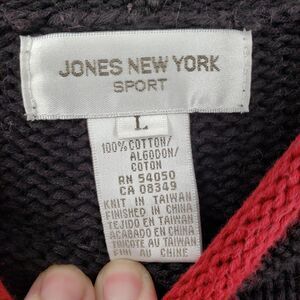 JONES NEW YORK
SPORT
L
100% COTTON/
ALGODON/
COTON
RN 54050
CA 08349
KNIT IN TAIWAN
FINISHED IN CHINA
TEJIDO EN TAIWAN
ACABADO EN CHINA
TRICOTE AU TAIWAN
FINI AU CHINE